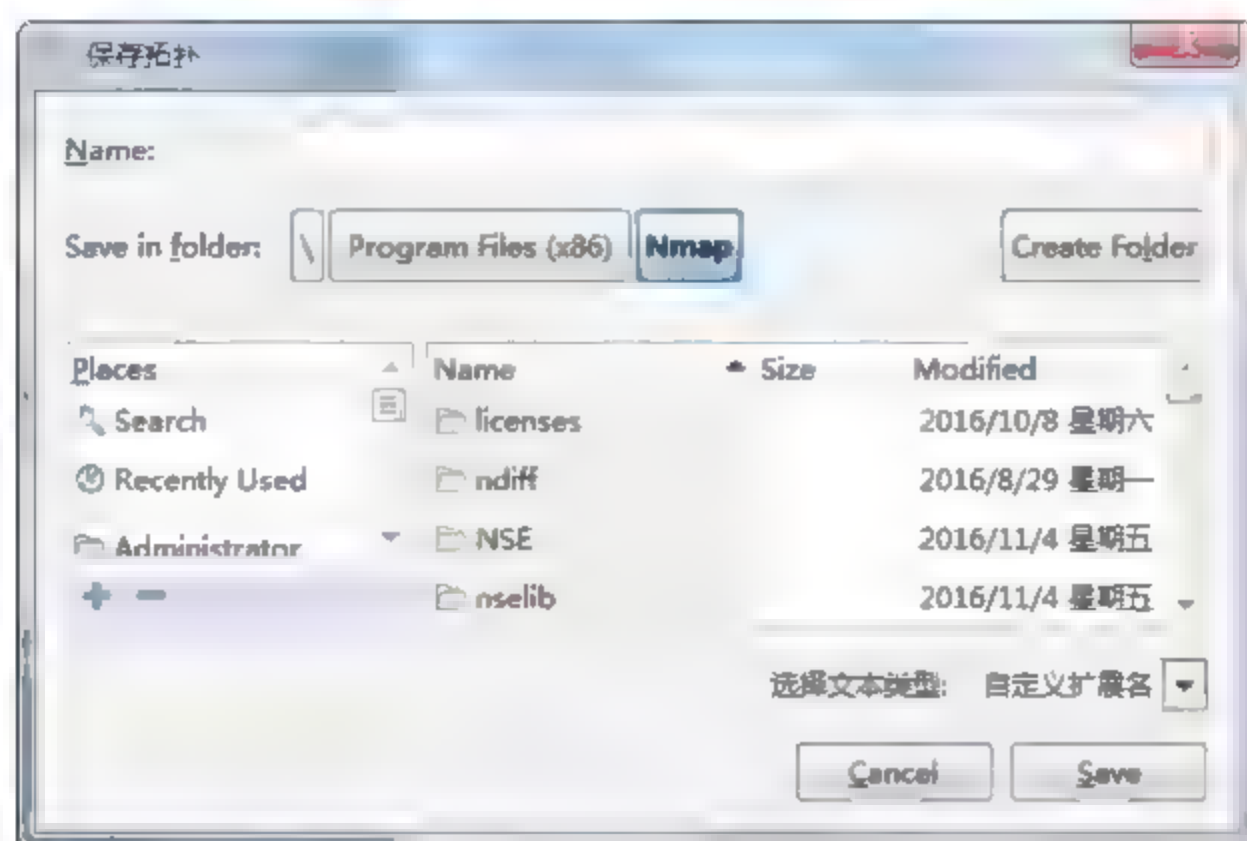 保存拓扑
Name:
Save in folder: \ Program Files (x86) Nmap Create Folder
Places Name Size Modified
Search licenses 2016/10/8 星期六
Recently Used ndiff 2016/8/29 星期一
Administrator NSE 2016/11/4 星期五
nselib 2016/11/4 星期五
选择文本类型: 自定义扩展名
Cancel Save